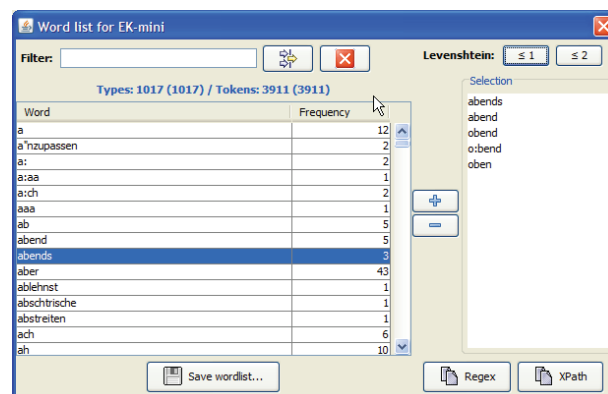 Word list for EK-mini
Filter:
Levenshtein: ≤ 1 ≤ 2
Types: 1017 (1017) / Tokens: 3911 (3911)
Word Frequency
a 12
a"nzupassen 2
a: 2
a:aa 1
a:ch 2
aaa 1
ab 5
abend 5
abends 3
aber 43
ablehnst 1
abschtrische 1
abstreiten 1
ach 6
ah 10
Selection
abends
abend
obend
o:bend
oben
Save wordlist...
Regex XPath